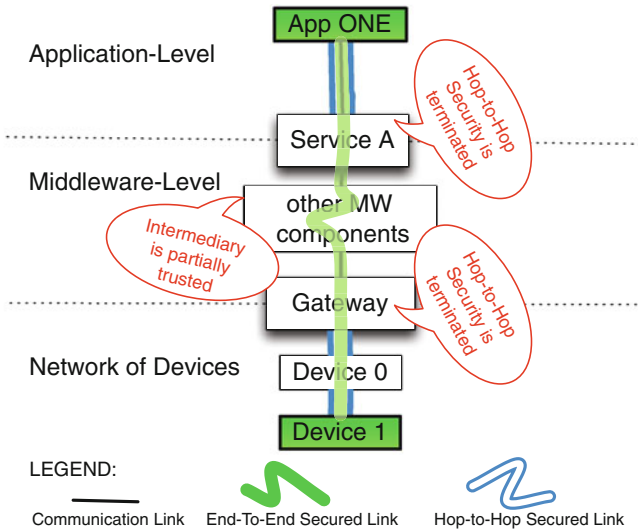 App ONE
Application-Level
Hop-to-Hop
Security is
terminated
Service A
Middleware-Level
other MW
components
Intermediary
is partially
trusted
Hop-to-Hop
Security is
terminated
Gateway
Network of Devices
Device 0
Device 1
LEGEND:
Communication Link
End-To-End Secured Link
Hop-to-Hop Secured Link